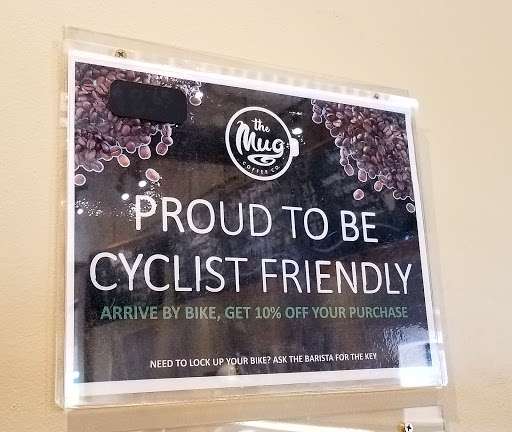 the
Mug
COFFEE CO.
PROUD TO BE
CYCLIST FRIENDLY
ARRIVE BY BIKE, GET 10% OFF YOUR PURCHASE
NEED TO LOCK UP YOUR BIKE? ASK THE BARISTA FOR THE KEY